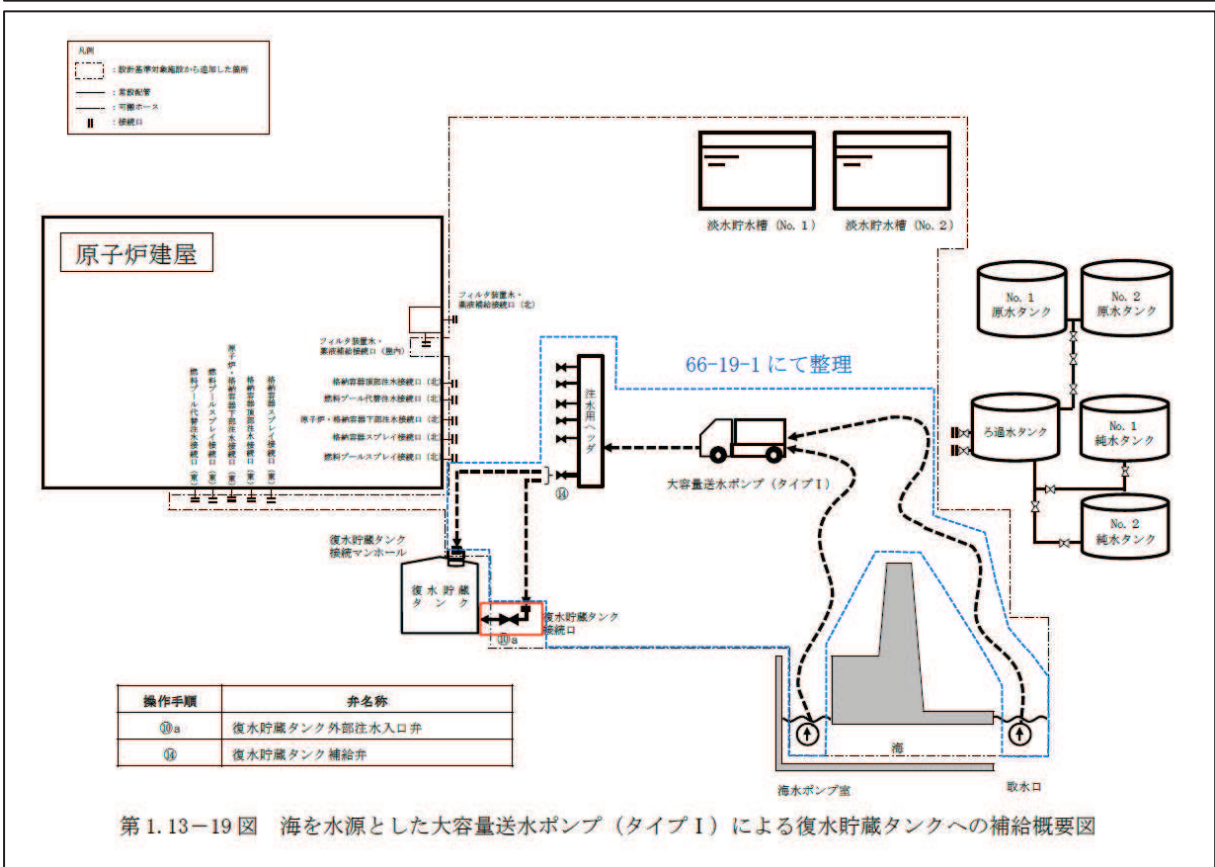 凡例
：設計基準対象施設から追加した箇所
：常設配管
：可搬ホース
：接続口
淡水貯水槽（No.1）
淡水貯水槽（No.2）
原子炉建屋
フィルタ装置水・
薬液補給接続口（北）
フィルタ装置水・
薬液補給接続口（屋内）
格納容器頂部注水接続口（北）
燃料プール代替注水接続口（北）
原子炉・格納容器下部注水接続口（北）
格納容器スプレイ接続口（北）
燃料プールスプレイ接続口（北）
燃料プール代替注水接続口（東）
燃料プールスプレイ接続口（東）
原子炉・格納容器下部注水接続口（東）
格納容器頂部注水接続口（東）
格納容器スプレイ接続口（東）
66-19-1にて整理
注水用ヘッダ
⑭
大容量送水ポンプ（タイプⅠ）
No.1
原水タンク
No.2
原水タンク
ろ過水タンク
No.1
純水タンク
No.2
純水タンク
復水貯蔵タンク
接続マンホール
復水貯蔵
タンク
復水貯蔵タンク
接続口
⑩a
海
海水ポンプ室
取水口
操作手順 弁名称
⑩a 復水貯蔵タンク外部注水入口弁
⑭ 復水貯蔵タンク補給弁
第1.13－19図 海を水源とした大容量送水ポンプ（タイプⅠ）による復水貯蔵タンクへの補給概要図